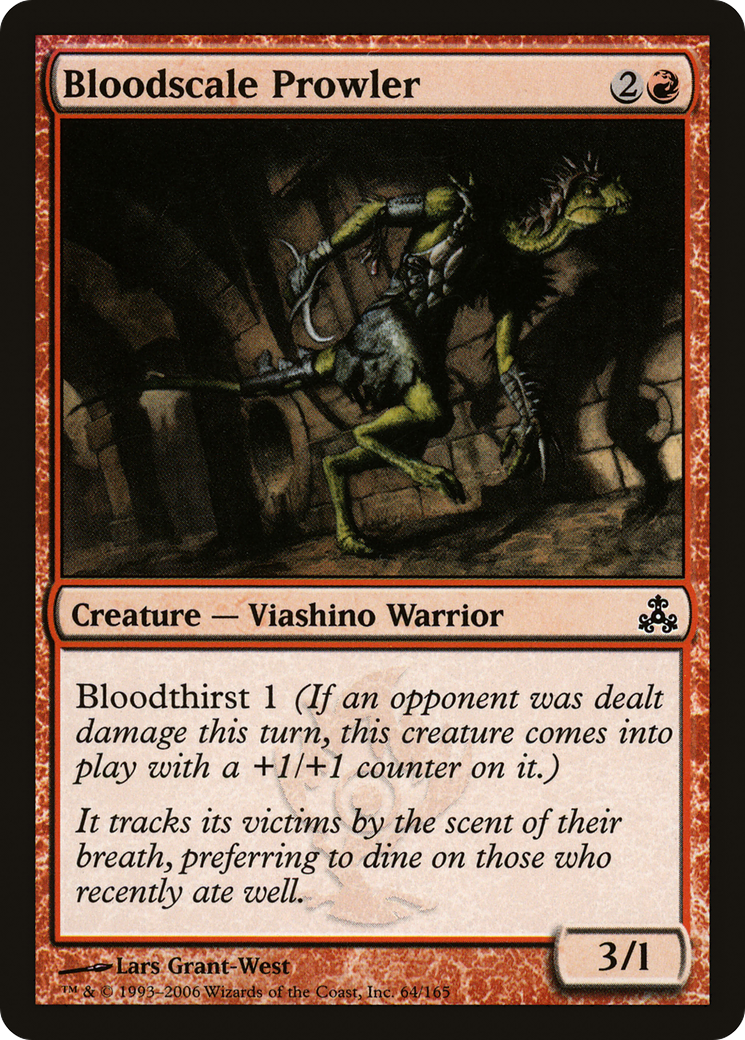 Bloodscale Prowler 2
Creature — Viashino Warrior
Bloodthirst 1 (If an opponent was dealt
damage this turn, this creature comes into
play with a +1/+1 counter on it.)
It tracks its victims by the scent of their
breath, preferring to dine on those who
recently ate well.
3/1
Lars Grant-West
™ & © 1993–2006 Wizards of the Coast, Inc. 64/165